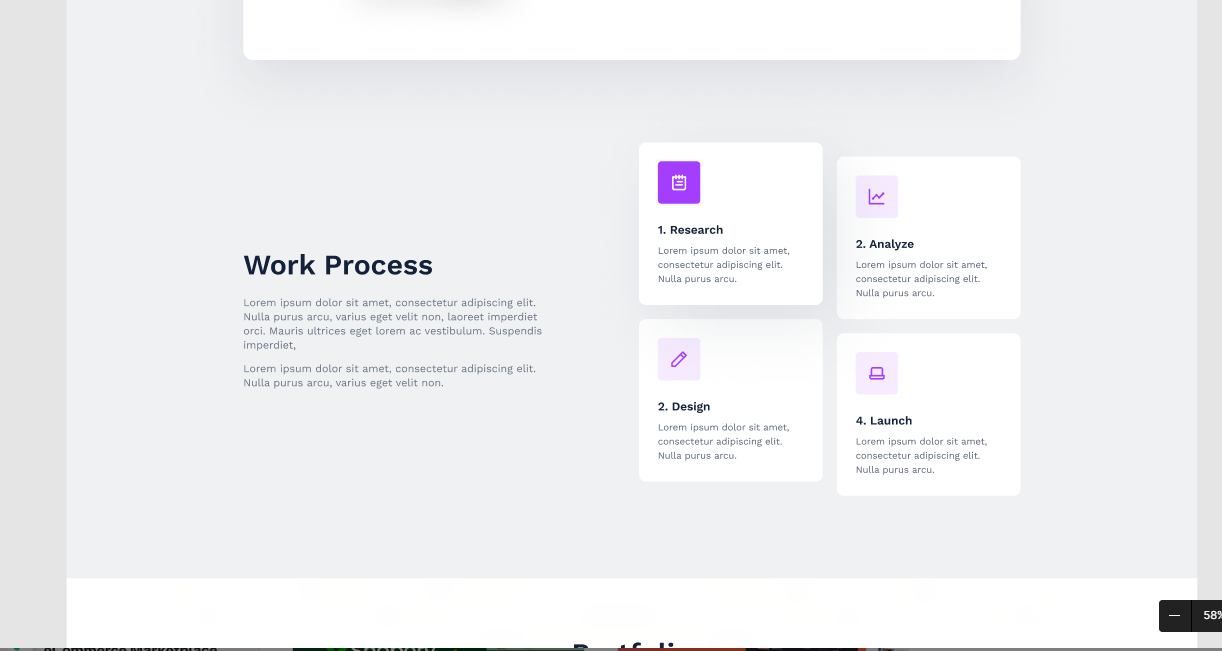 Work Process
Lorem ipsum dolor sit amet, consectetur adipiscing elit.
Nulla purus arcu, varius eget velit non, laoreet imperdiet
orci. Mauris ultrices eget lorem ac vestibulum. Suspendis
imperdiet,
Lorem ipsum dolor sit amet, consectetur adipiscing elit.
Nulla purus arcu, varius eget velit non.
1. Research
Lorem ipsum dolor sit amet,
consectetur adipiscing elit.
Nulla purus arcu.
2. Analyze
Lorem ipsum dolor sit amet,
consectetur adipiscing elit.
Nulla purus arcu.
2. Design
Lorem ipsum dolor sit amet,
consectetur adipiscing elit.
Nulla purus arcu.
4. Launch
Lorem ipsum dolor sit amet,
consectetur adipiscing elit.
Nulla purus arcu.
58%